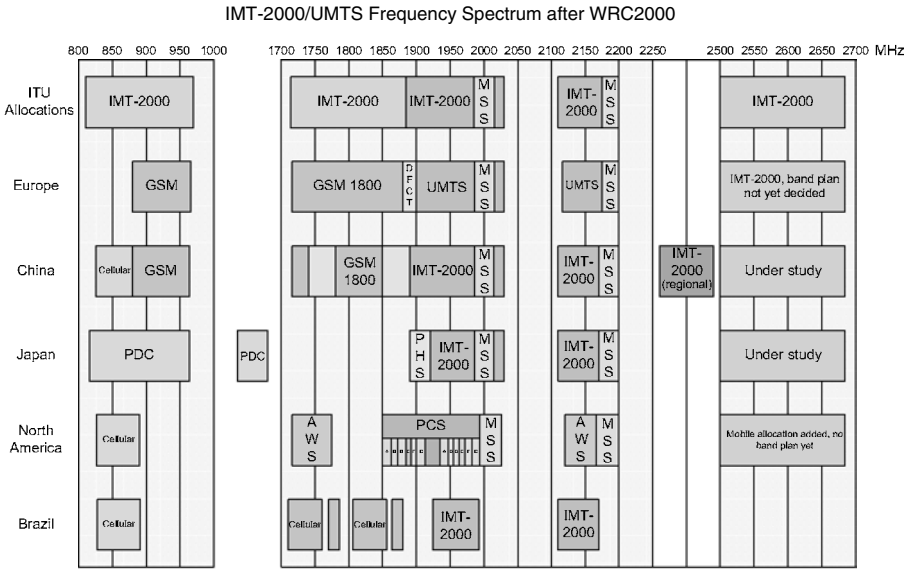 IMT-2000/UMTS Frequency Spectrum after WRC2000
800 850 900 950 1000 1700 1750 1800 1850 1900 1950 2000 2050 2100 2150 2200 2250 2500 2550 2600 2650 2700 MHz
ITU
Allocations
IMT-2000
IMT-2000
IMT-2000
M
S
S
IMT-
2000
M
S
S
IMT-2000
Europe
GSM
GSM 1800
D
E
C
T
UMTS
M
S
S
UMTS
M
S
S
IMT-2000, band plan
not yet decided
China
Cellular
GSM
GSM
1800
IMT-2000
M
S
S
IMT-
2000
M
S
S
IMT-
2000
(regional)
Under study
Japan
PDC
PDC
P
H
S
IMT-
2000
M
S
S
IMT-
2000
M
S
S
Under study
North
America
Cellular
A
W
S
PCS
M
S
S
A
W
S
M
S
S
Mobile allocation added, no
band plan yet
Brazil
Cellular
Cellular
Cellular
IMT-
2000
IMT-
2000